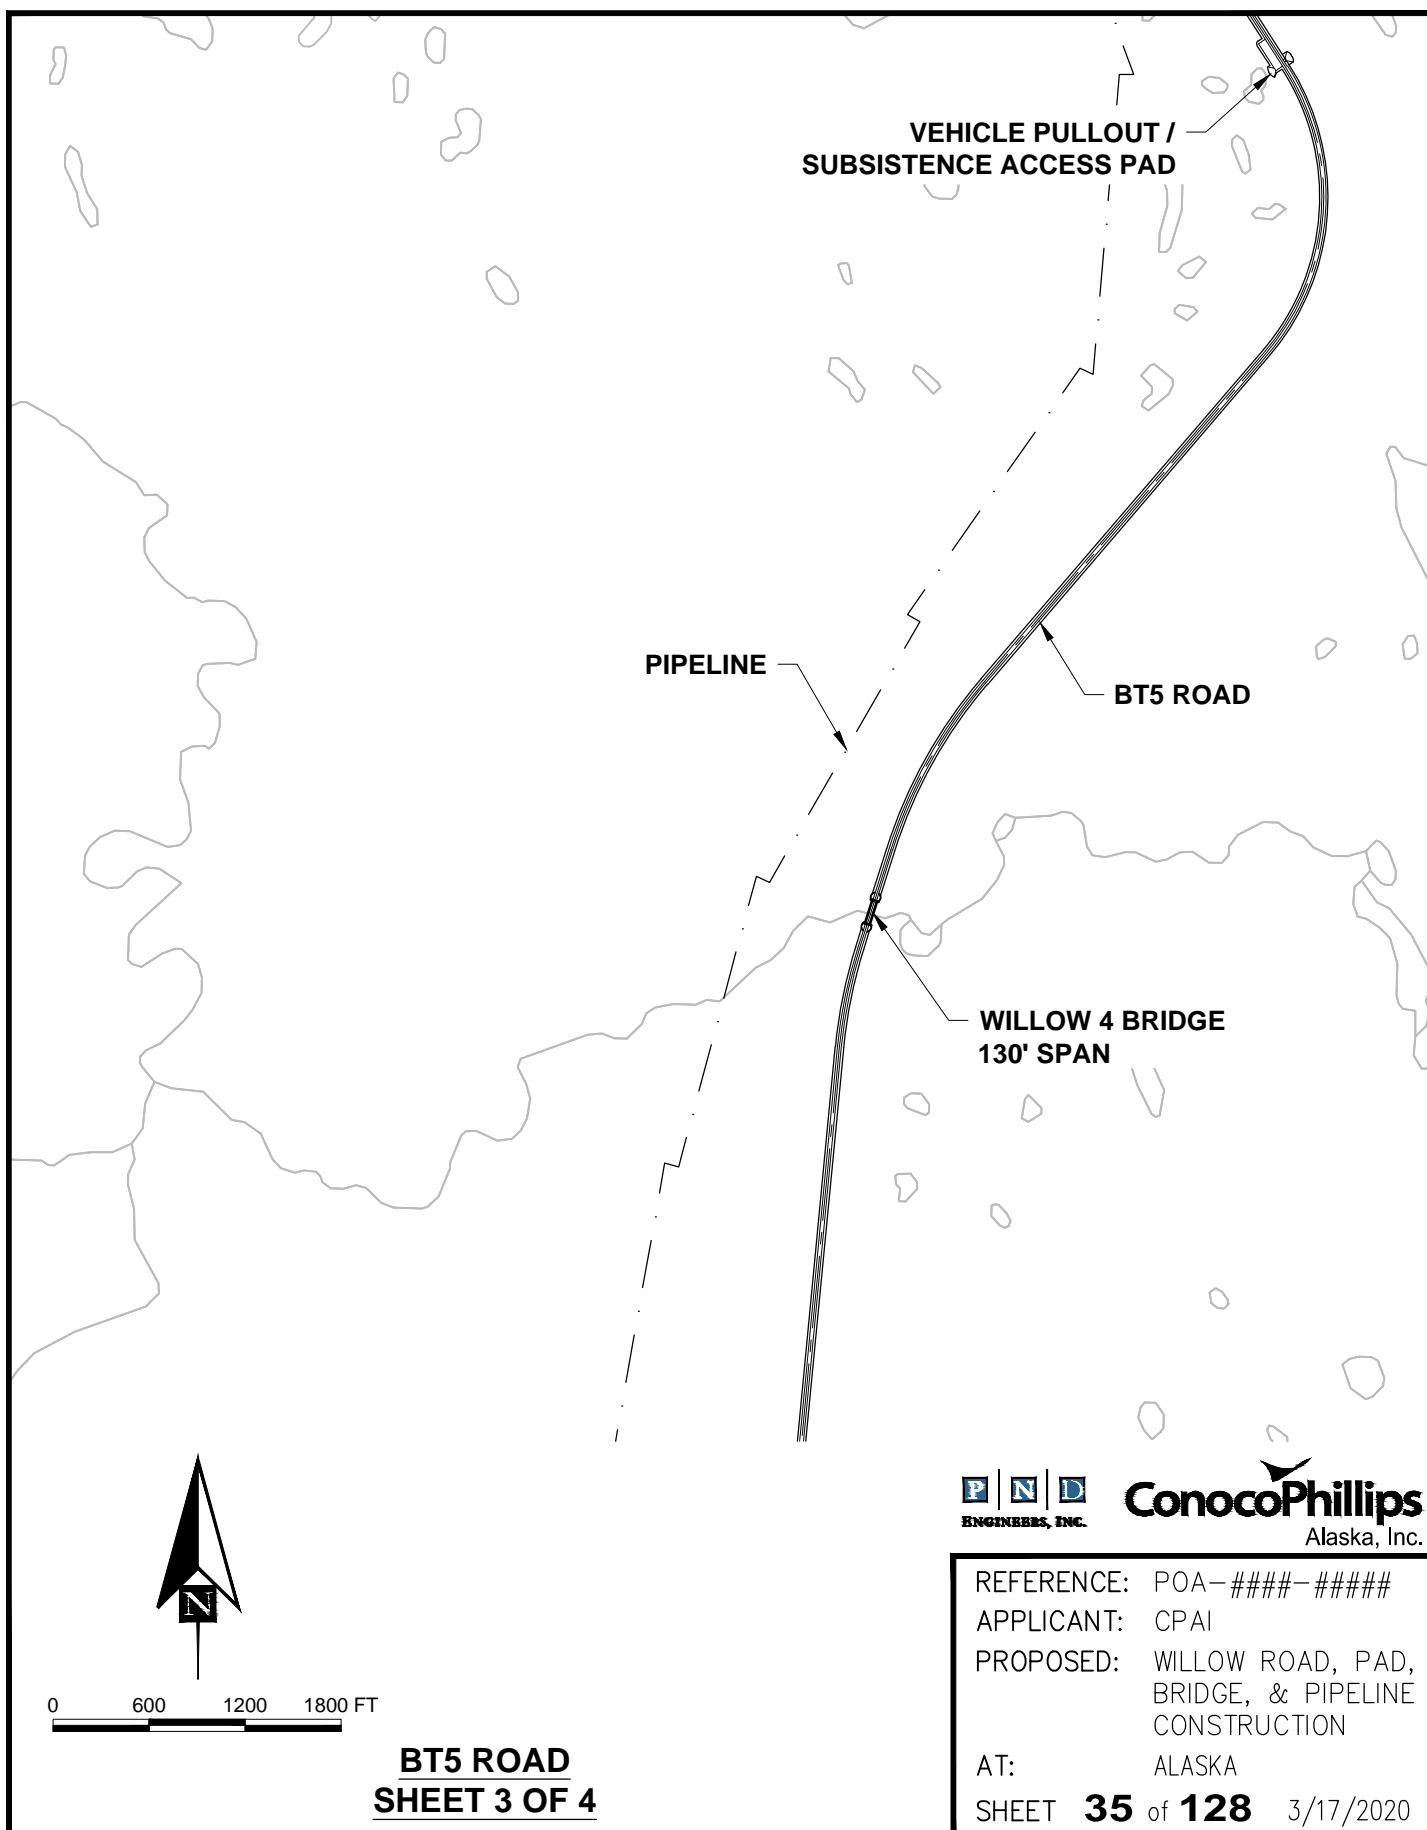 VEHICLE PULLOUT /
SUBSISTENCE ACCESS PAD
PIPELINE
BT5 ROAD
WILLOW 4 BRIDGE
130' SPAN
N
0 600 1200 1800 FT
BT5 ROAD
SHEET 3 OF 4
P N D
ENGINEERS, INC.
ConocoPhillips
Alaska, Inc.
REFERENCE: POA-####-#####
APPLICANT: CPAI
PROPOSED: WILLOW ROAD, PAD,
BRIDGE, & PIPELINE
CONSTRUCTION
AT: ALASKA
SHEET 35 of 128 3/17/2020